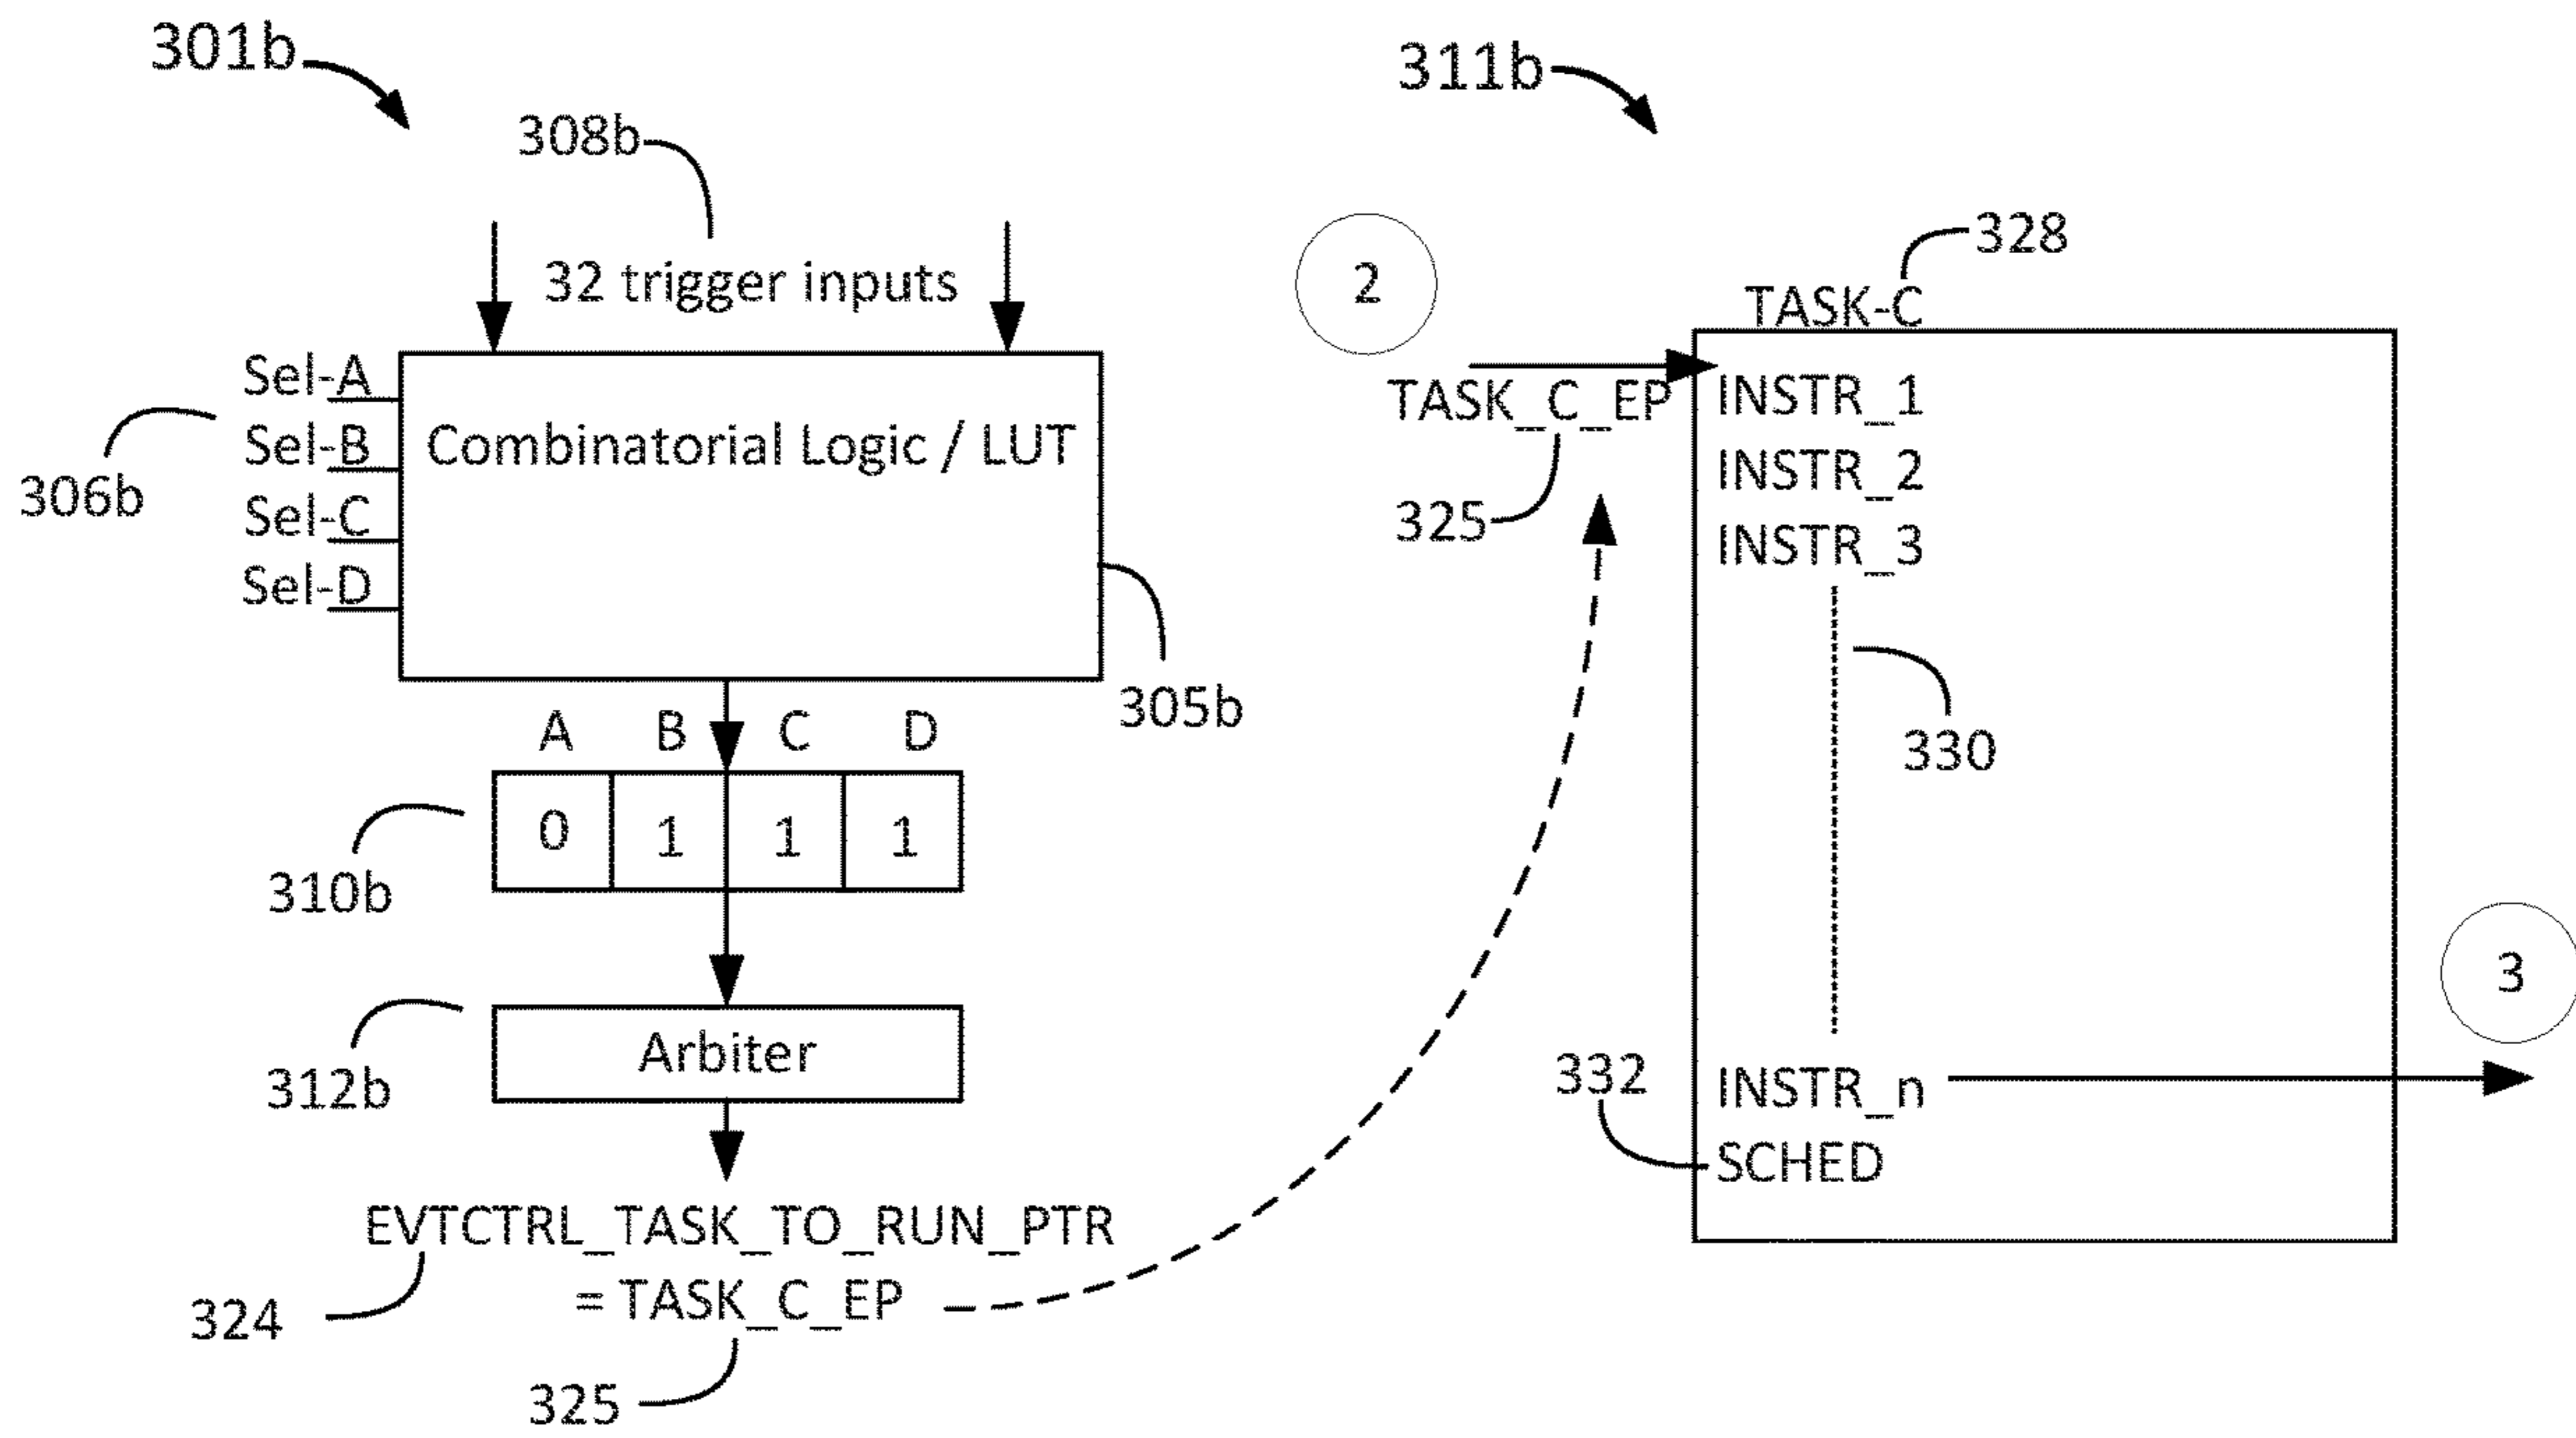 301b
308b
32 trigger inputs
Sel-A
Sel-B
Sel-C
Sel-D
306b
Combinatorial Logic / LUT
305b
A B C D
0 1 1 1
310b
Arbiter
312b
EVTCTRL_TASK_TO_RUN_PTR
= TASK_C_EP
324
325
311b
2
328
TASK-C
TASK_C_EP
325
INSTR_1
INSTR_2
INSTR_3
330
3
332
INSTR_n
SCHED